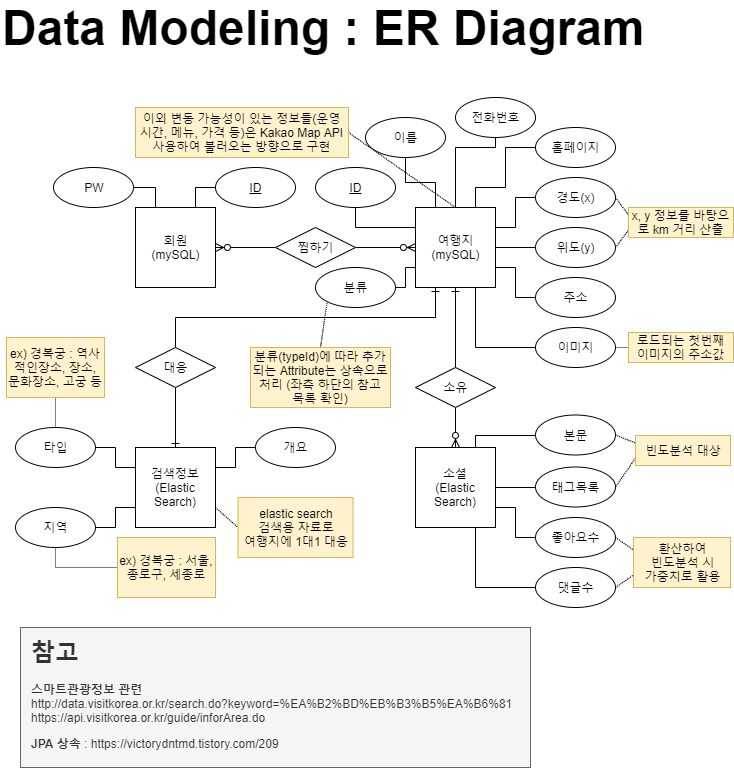 Data Modeling : ER Diagram
이외 변동 가능성이 있는 정보들(운영
시간, 메뉴, 가격 등)은 Kakao Map API
사용하여 불러오는 방향으로 구현
전화번호
이름
홈페이지
PW
ID
ID
경도(x)
x, y 정보를 바탕으
로 km 거리 산출
회원
(mySQL)
찜하기
여행지
(mySQL)
위도(y)
분류
주소
이미지
로드되는 첫번째
이미지의 주소값
ex) 경복궁 : 역사
적인장소, 장소,
문화장소, 고궁 등
대응
분류(typeId)에 따라 추가
되는 Attribute는 상속으로
처리 (좌측 하단의 참고
목록 확인)
소유
타입
개요
본문
빈도분석 대상
검색정보
(Elastic
Search)
소셜
(Elastic
Search)
태그목록
지역
elastic search
검색용 자료로
여행지에 1대1 대응
좋아요수
ex) 경복궁 : 서울,
종로구, 세종로
환산하여
빈도분석 시
가중치로 활용
댓글수
참고
스마트관광정보 관련
http://data.visitkorea.or.kr/search.do?keyword=%EA%B2%BD%EB%B3%B5%EA%B6%81
https://api.visitkorea.or.kr/guide/inforArea.do
JPA 상속 : https://victorydntmd.tistory.com/209